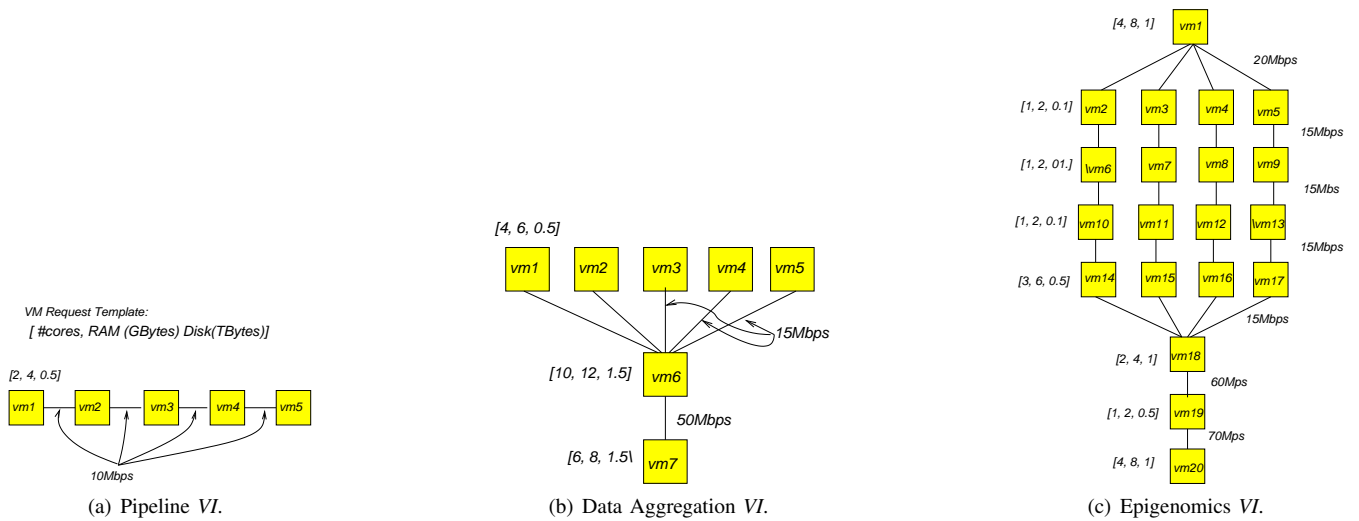 VM Request Template:
[ #cores, RAM (GBytes) Disk(TBytes)]
[2, 4, 0.5]
vm1 vm2 vm3 vm4 vm5
10Mbps
(a) Pipeline VI.
[4, 6, 0.5]
vm1 vm2 vm3 vm4 vm5
15Mbps
[10, 12, 1.5]
vm6
50Mbps
[6, 8, 1.5\
vm7
(b) Data Aggregation VI.
[4, 8, 1]
vm1
20Mbps
[1, 2, 0.1]
vm2 vm3 vm4 vm5
15Mbps
[1, 2, 01.]
\vm6 vm7 vm8 vm9
15Mbs
[1, 2, 0.1]
vm10 vm11 vm12 \vm13
15Mbps
[3, 6, 0.5]
vm14 vm15 vm16 vm17
15Mbps
[2, 4, 1]
vm18
60Mps
[1, 2, 0.5]
vm19
70Mps
[4, 8, 1]
vm20
(c) Epigenomics VI.